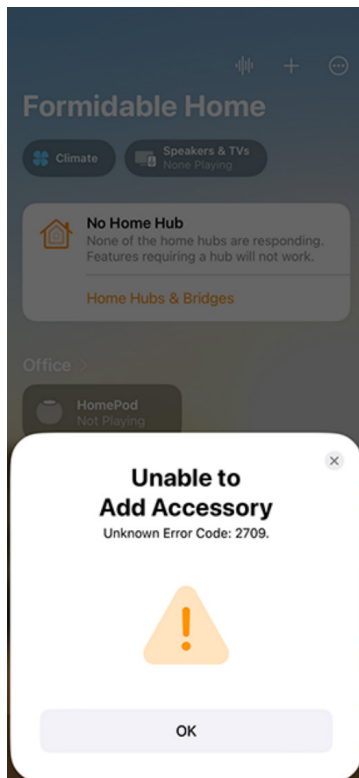 Formidable Home
Climate
Speakers & TVs
None Playing
No Home Hub
None of the home hubs are responding.
Features requiring a hub will not work.
Home Hubs & Bridges
Office
HomePod
Not Playing
Unable to
Add Accessory
Unknown Error Code: 2709.
OK